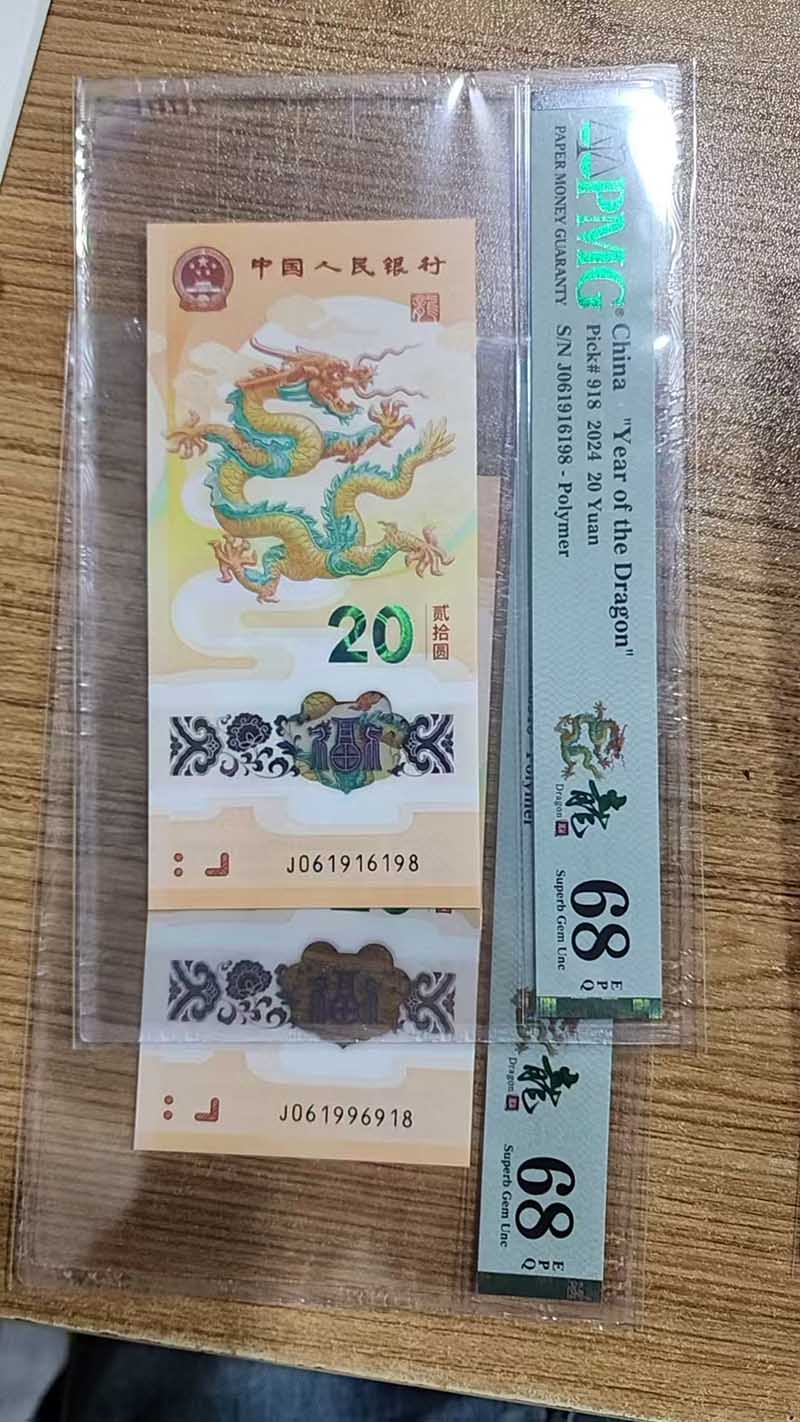 中国人民银行
龍
20
贰拾圆
J061916198
J061996918
PMG®
PAPER MONEY GUARANTY
China "Year of the Dragon"
Pick# 918 2024 20 Yuan
S/N J061916198 - Polymer
龍
Dragon
68
EPQ
Superb Gem Unc
Polymer
龍
Dragon
68
EPQ
Superb Gem Unc